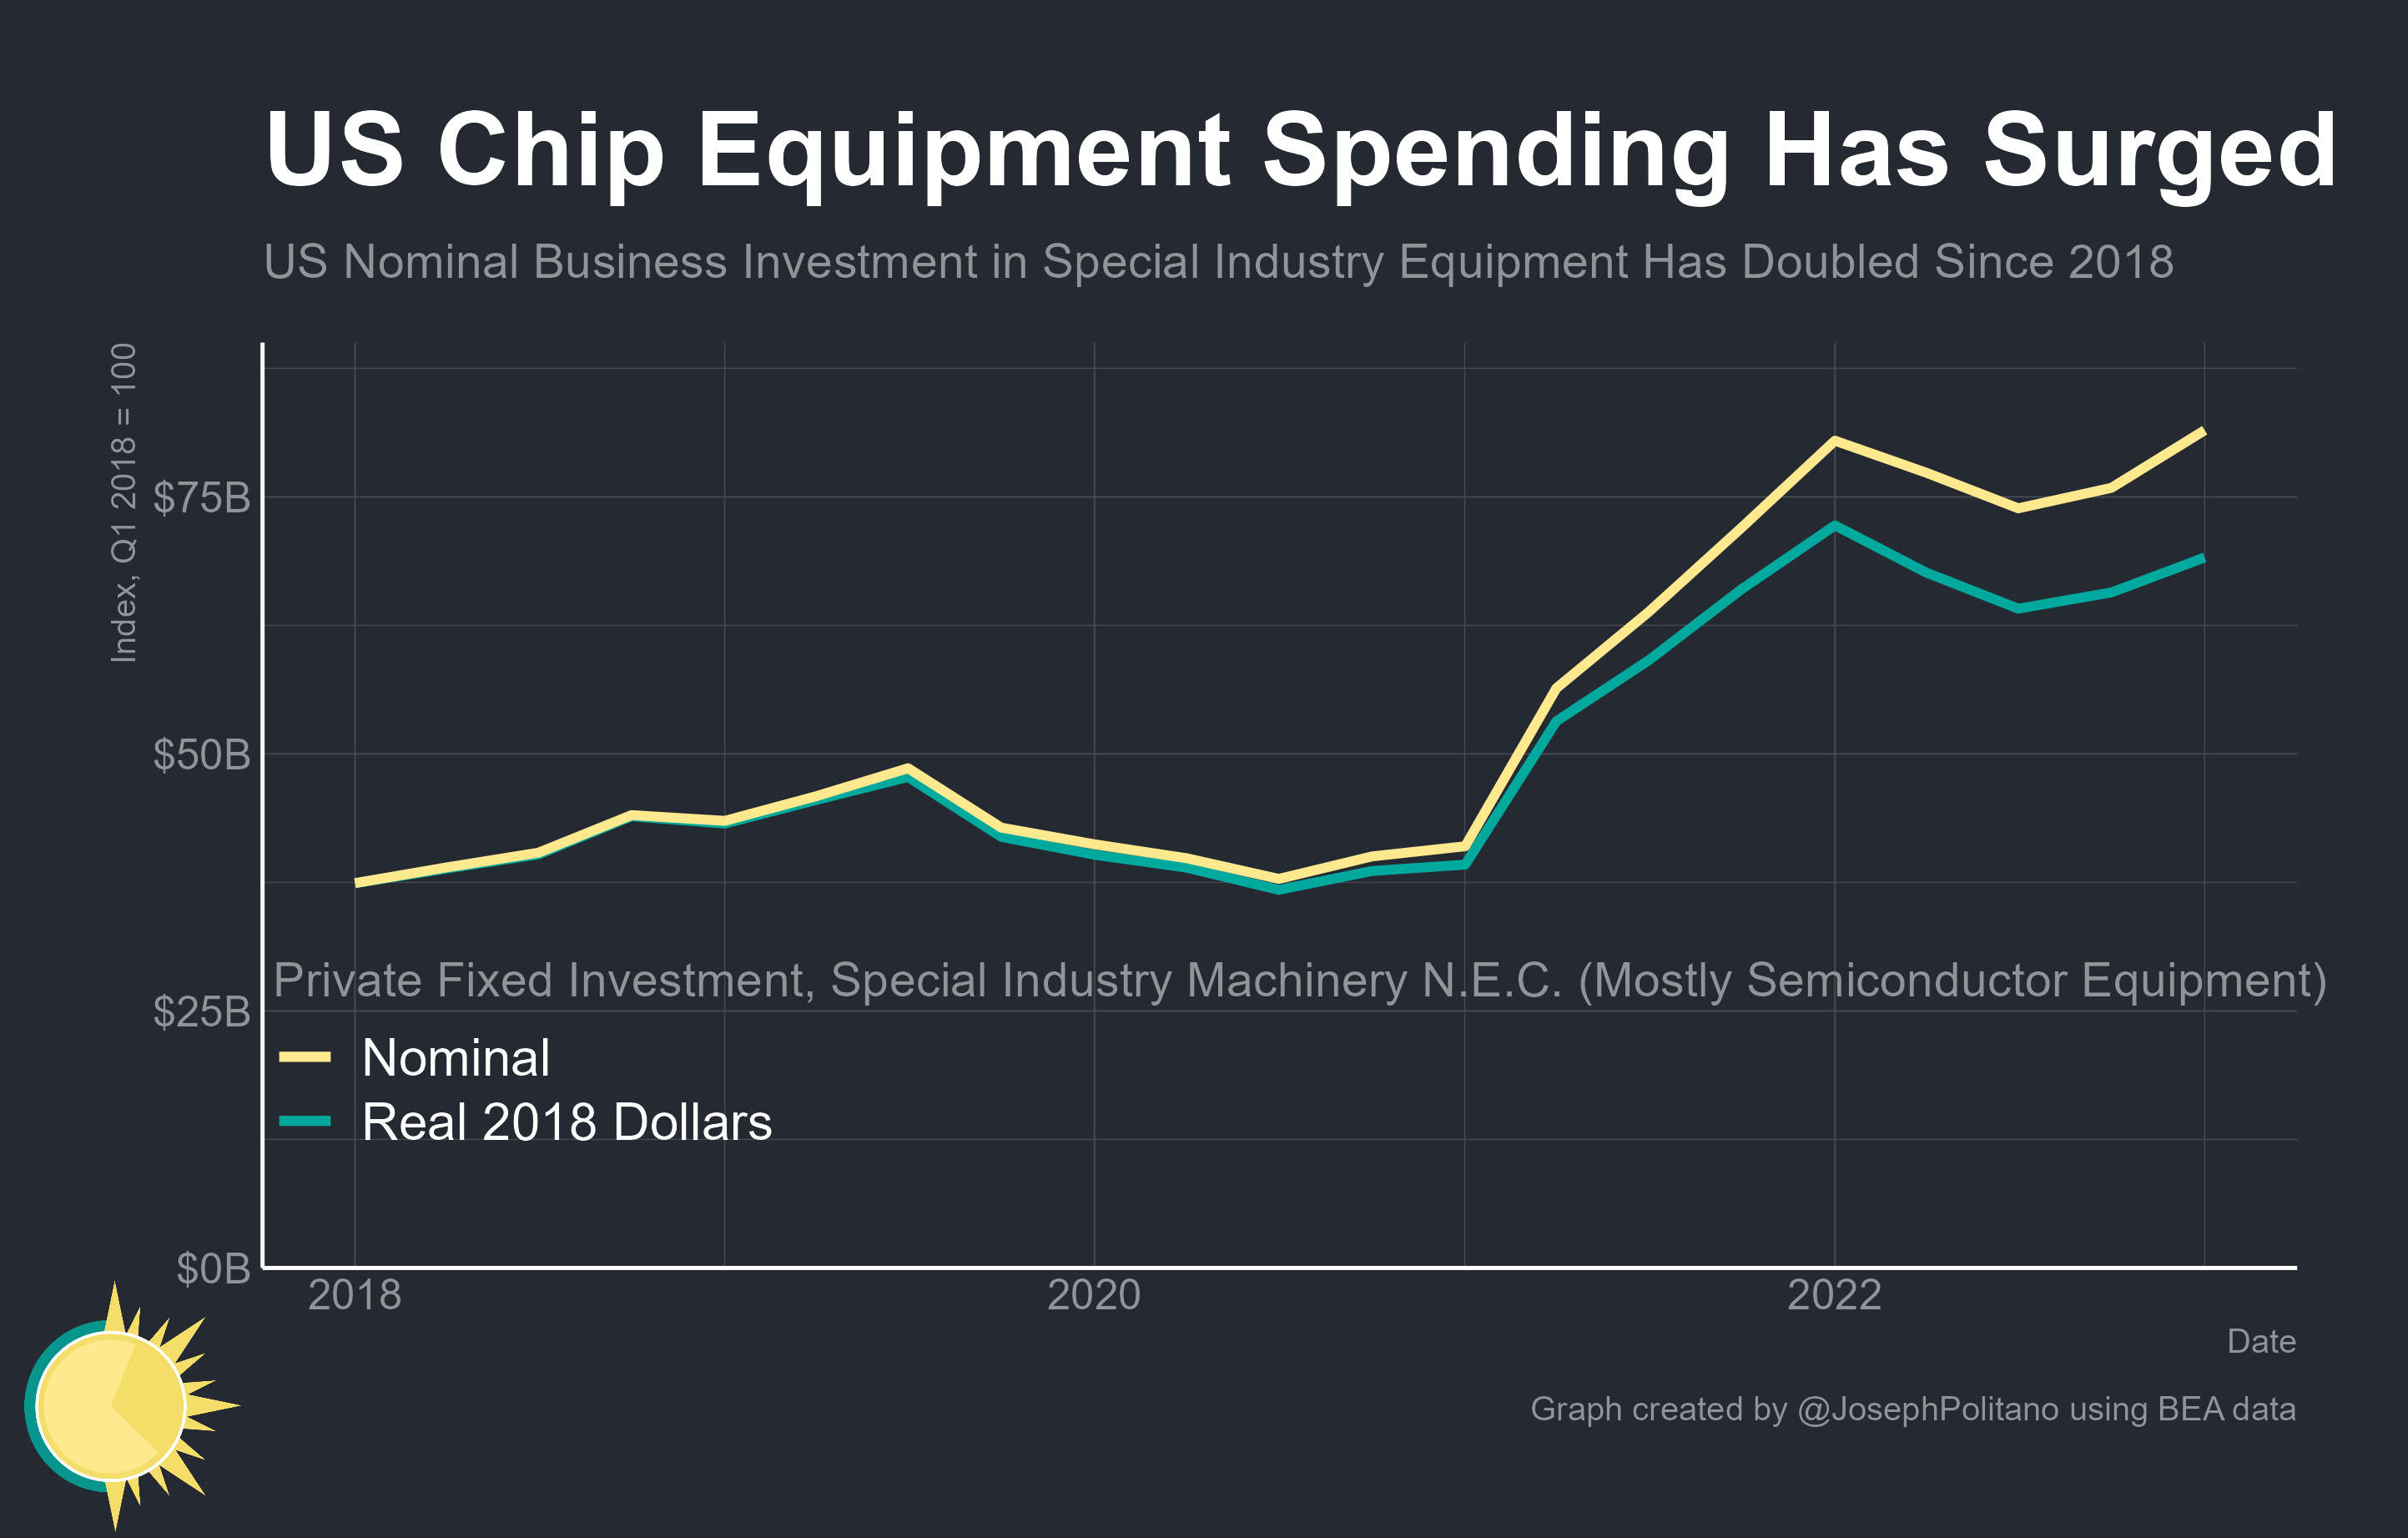 US Chip Equipment Spending Has Surged
US Nominal Business Investment in Special Industry Equipment Has Doubled Since 2018
Index, Q1 2018 = 100
$75B
$50B
Private Fixed Investment, Special Industry Machinery N.E.C. (Mostly Semiconductor Equipment)
$25B
Nominal
Real 2018 Dollars
$0B
2018 2020 2022
Date
Graph created by @JosephPolitano using BEA data